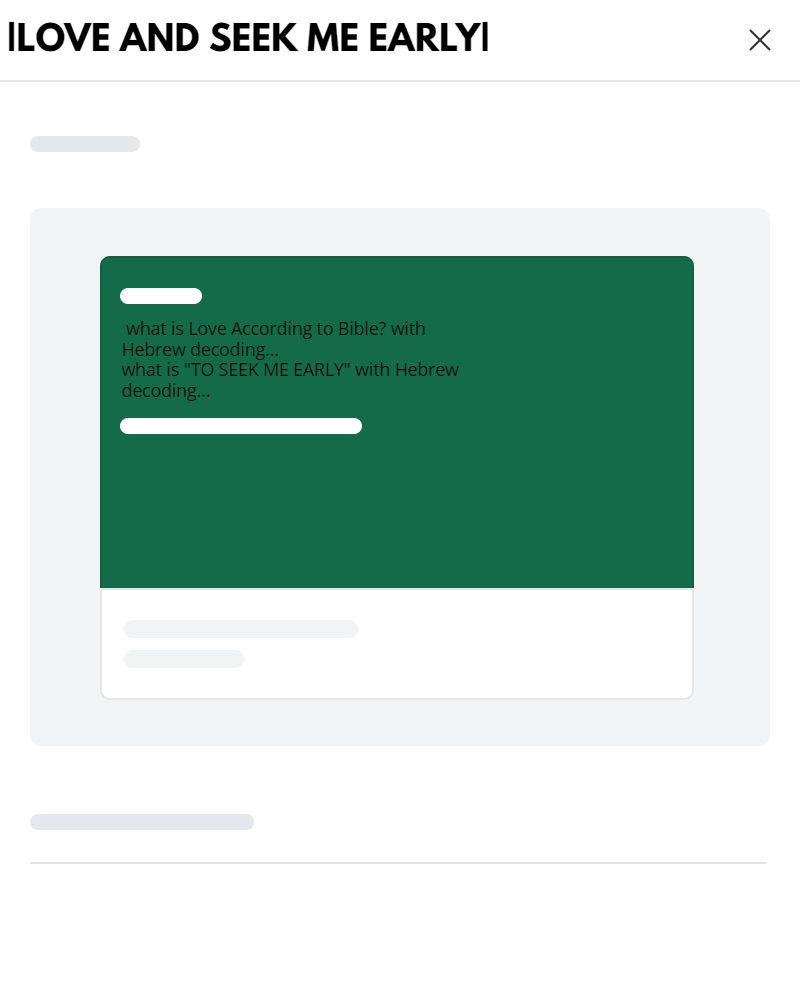 |LOVE AND SEEK ME EARLY|
what is Love According to Bible? with
Hebrew decoding...
what is "TO SEEK ME EARLY" with Hebrew
decoding...